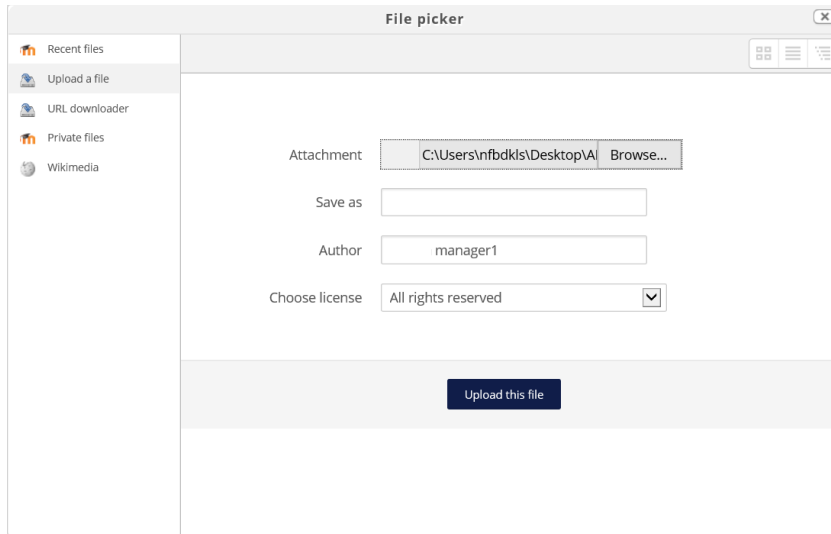 File picker
Recent files
Upload a file
URL downloader
Private files
Wikimedia
Attachment C:\Users\nfbdkls\Desktop\ Browse...
Save as
Author manager1
Choose license All rights reserved
Upload this file